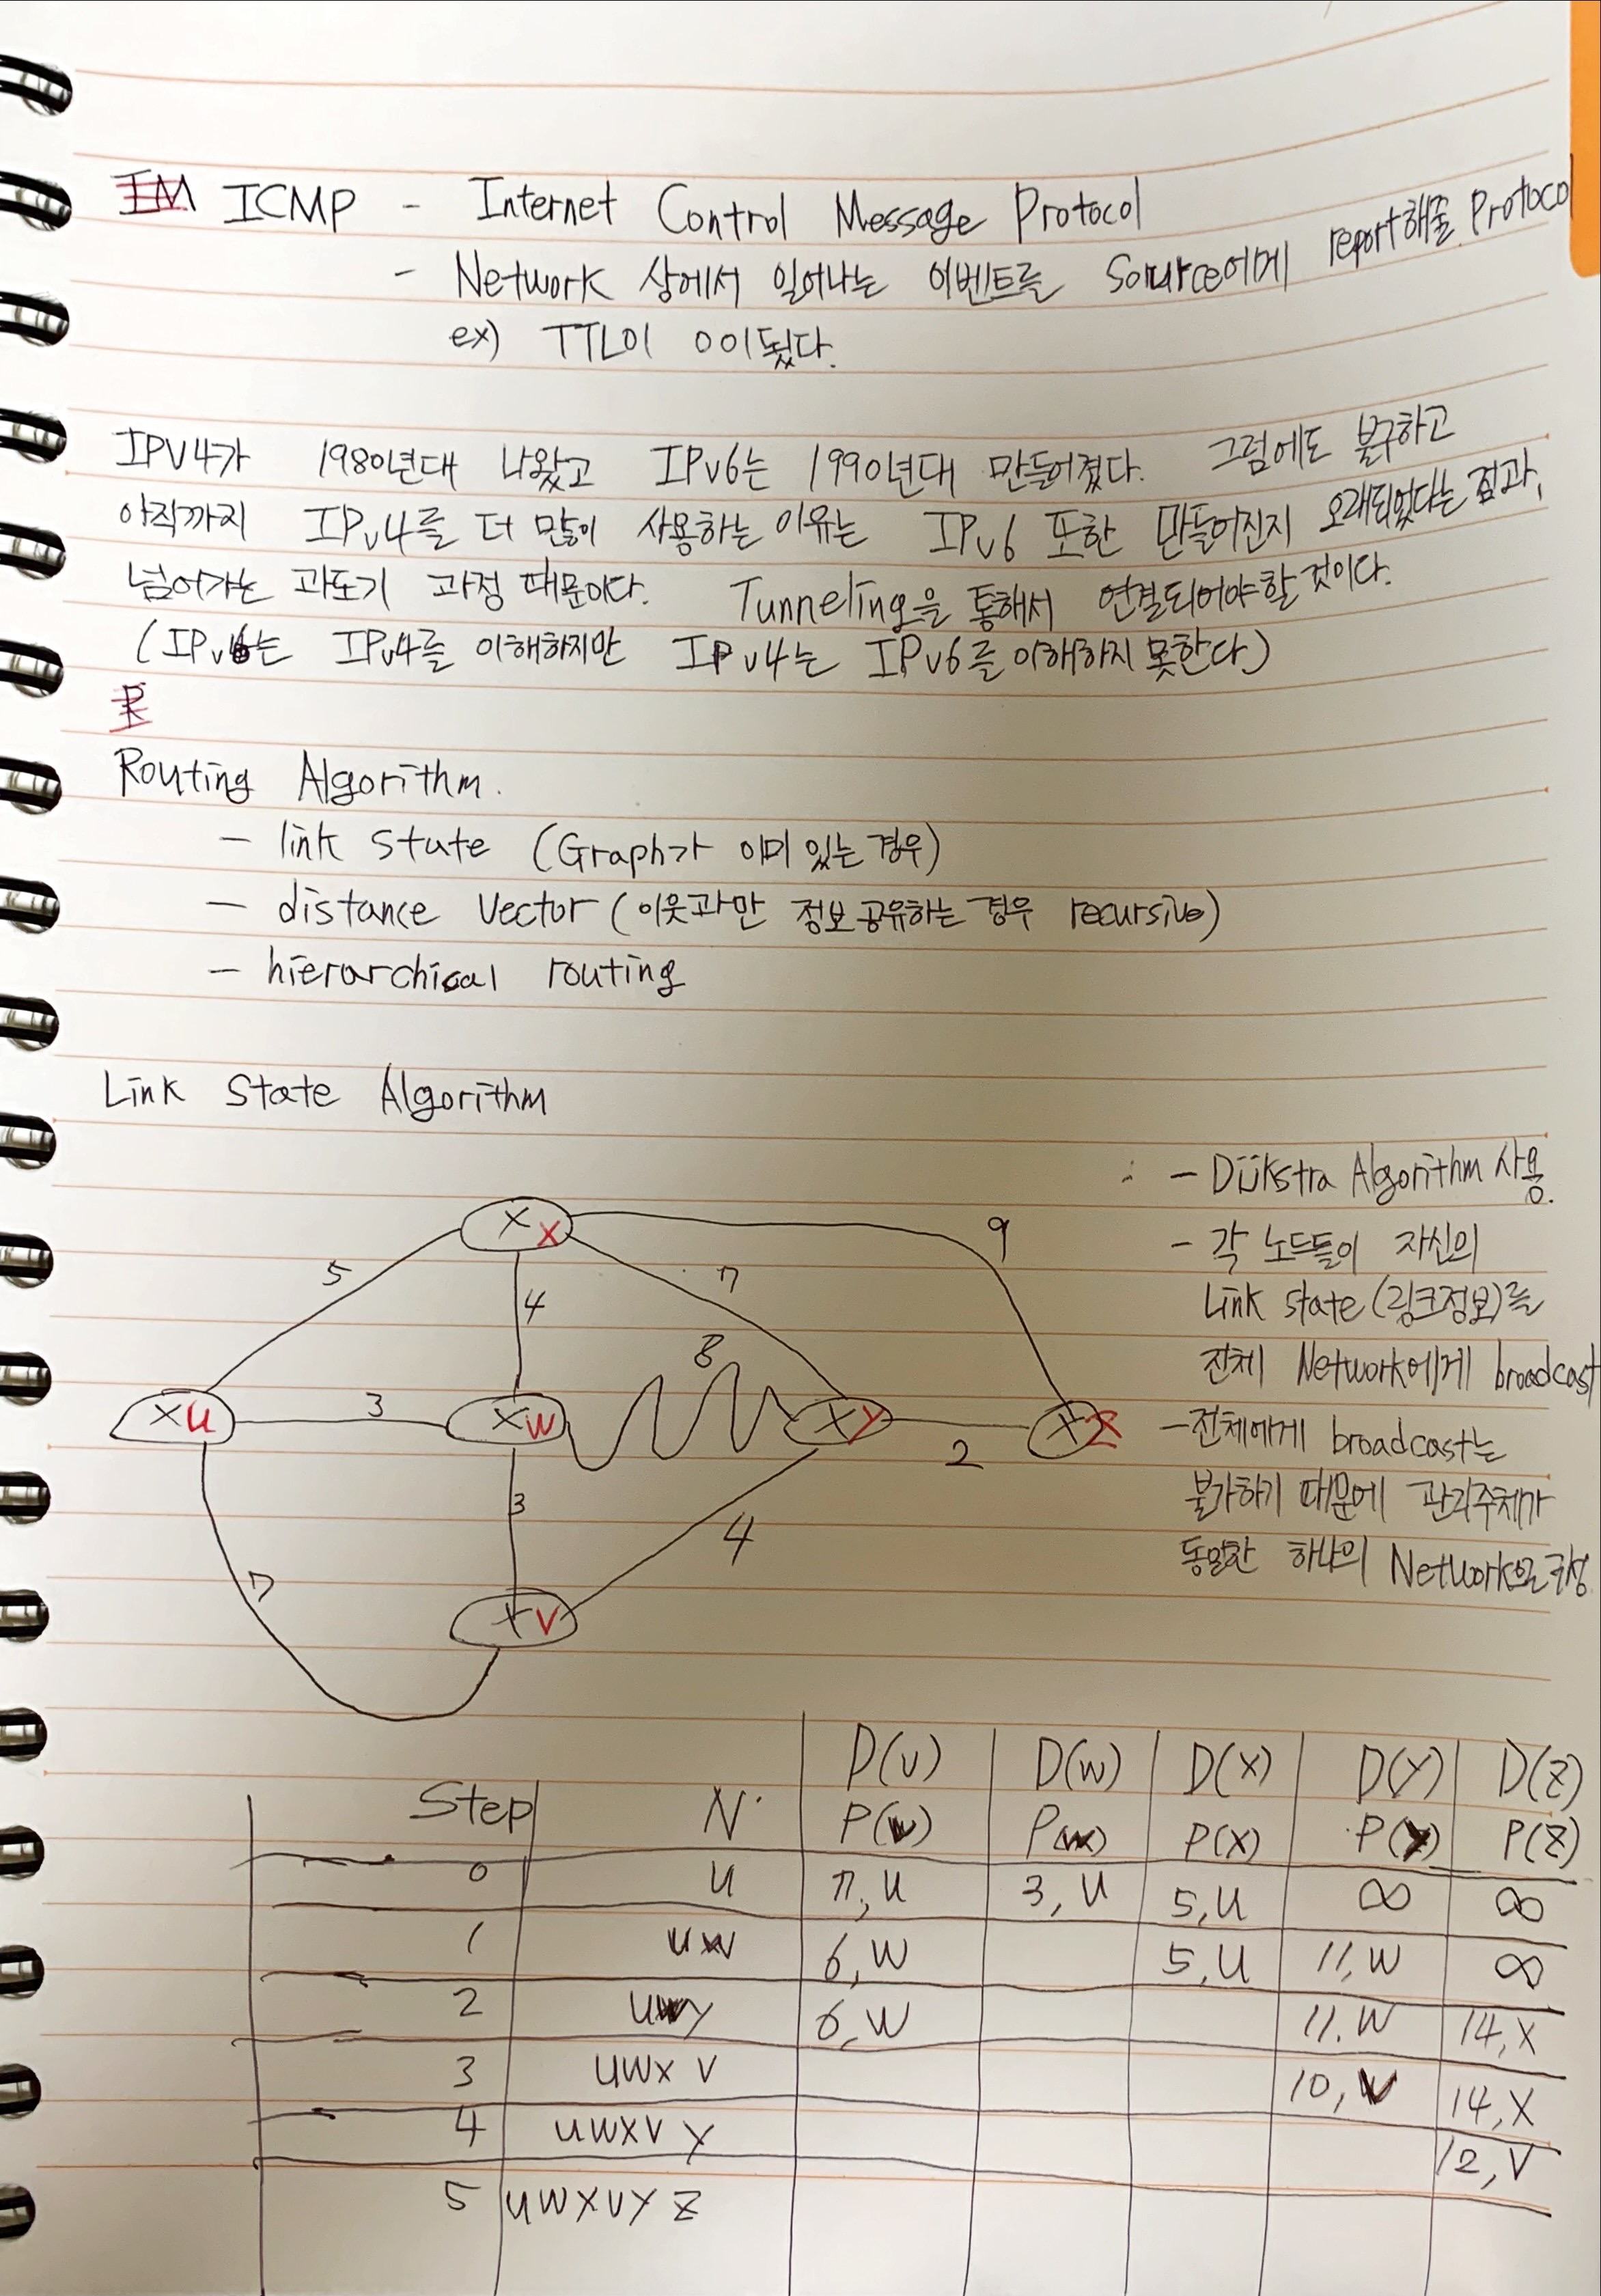 ICMP - Internet Control Message Protocol
- Network 상에서 일어나는 이벤트를 Source에게 report해줄 Protocol
ex) TTL이 0이됬다.
IPV4가 1980년대 나왔고 IPv6는 1990년대 만들어졌다. 그럼에도 불구하고
아직까지 IPv4를 더 많이 사용하는 이유는 IPv6 또한 만들어진지 오래되었다는 점과,
넘어가는 과도기 과정 때문이다. Tunneling을 통해서 연결되어야할 것이다.
(IPv6는 IPv4를 이해하지만 IPv4는 IPv6를 이해하지 못한다)
Routing Algorithm.
- link state (Graph가 이미 있는 경우)
- distance vector (이웃과만 정보공유하는 경우 recursive)
- hierarchical routing
Link State Algorithm
- Dijkstra Algorithm 사용.
- 각 노드들이 자신의
Link state (링크정보)를
전체 Network에게 broadcast
- 전체에게 broadcast는
불가하기 때문에 관리주체가
동일한 하나의 Network으로 구성
X X
9
5
7
4
8
X U
3
X W
X Y
2
X Z
3
4
7
X V
D(v) D(w) D(x) D(y) D(z)
Step N P(v) P(w) P(x) P(y) P(z)
0 u 7, u 3, u 5, u ∞ ∞
1 uw 6, w 5, u 11, w ∞
2 6, w 11, w 14, x
3 uwxv 10, v 14, x
4 uwxvy 12, v
5 uwxvyz